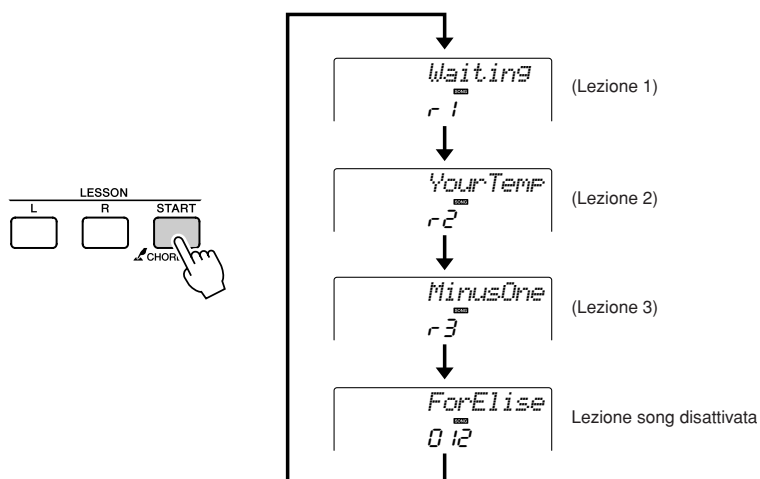 LESSON
L R START
CHORD
Waiting
SONG
r1
(Lezione 1)
YourTemp
SONG
r2
(Lezione 2)
MinusOne
SONG
r3
(Lezione 3)
ForElise
SONG
012
Lezione song disattivata